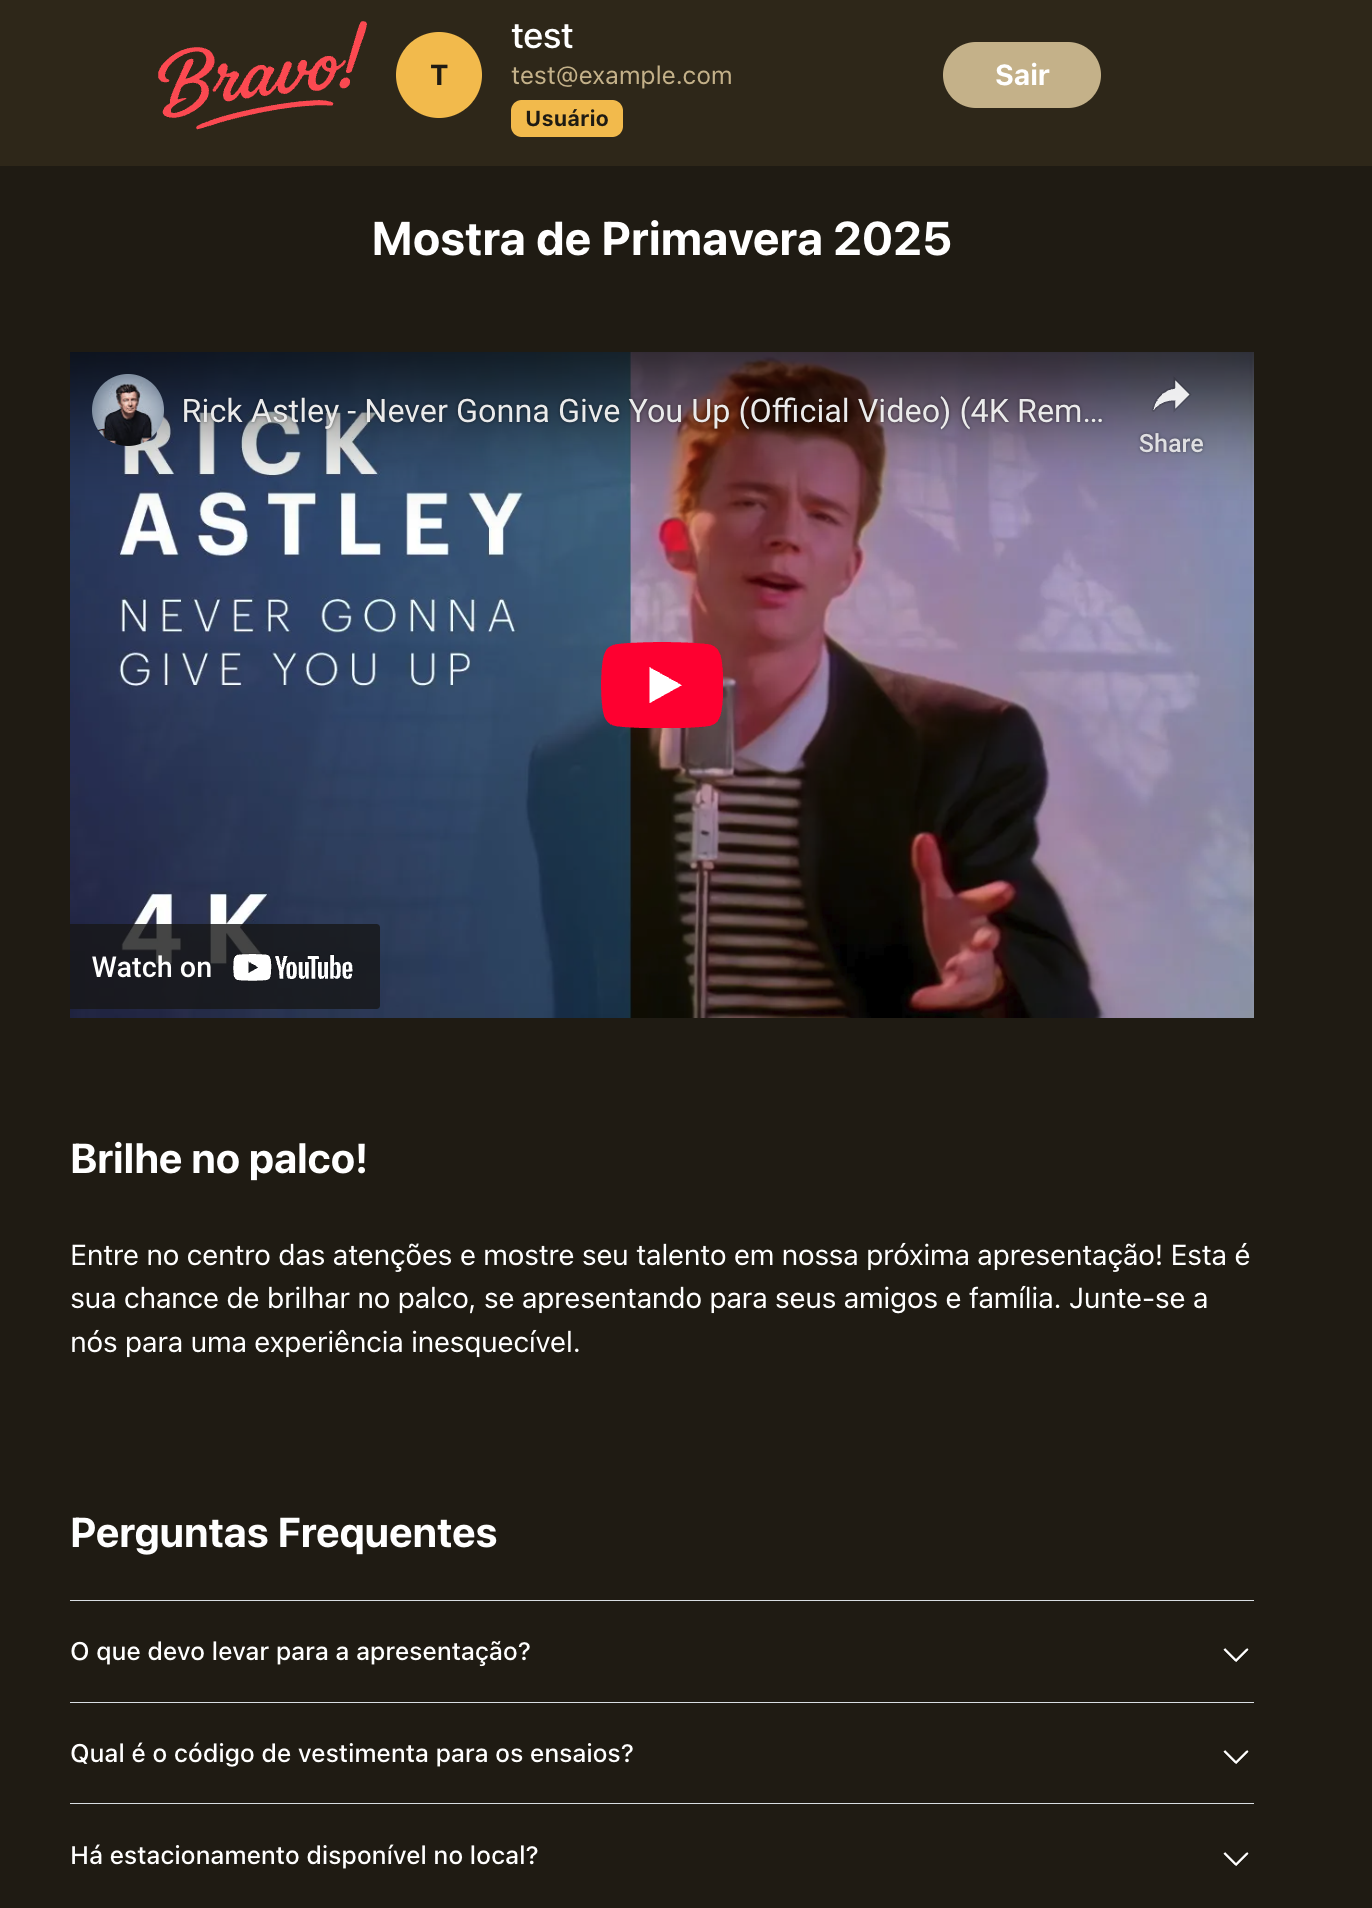 Bravo!
T
test
test@example.com
Usuário
Sair
Mostra de Primavera 2025
Rick Astley - Never Gonna Give You Up (Official Video) (4K Rem...
Share
RICK
ASTLEY
NEVER GONNA
GIVE YOU UP
4K
Watch on YouTube
Brilhe no palco!
Entre no centro das atenções e mostre seu talento em nossa próxima apresentação! Esta é
sua chance de brilhar no palco, se apresentando para seus amigos e família. Junte-se a
nós para uma experiência inesquecível.
Perguntas Frequentes
O que devo levar para a apresentação?
Qual é o código de vestimenta para os ensaios?
Há estacionamento disponível no local?